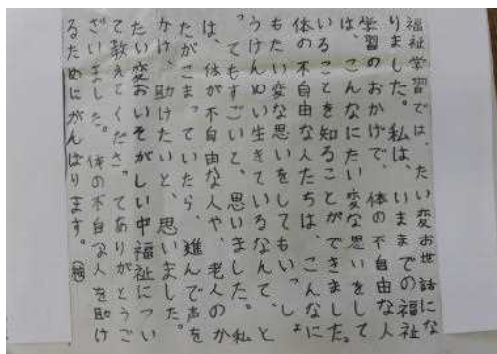 福祉学習では、たい変お世話にな
りました。私は、いままでの福祉
学習のおかげで、体の不自由な人
は、こんなにたい変な思いをして
いることを知ることができました。
体の不自由な人たちは、こんなに
もたい変な思いをしてもいっしょ
うけんめい生きているなんて、と
ってもすごいと、思いました。私
は、体が不自由な人や、老人のか
たがこまっていたら、進んで声を
かけ、助けたいと、思いました。
たい変おいそがしい中福祉につい
て教えてくださってありがとうご
ざいました。体の不自な人を助け
るためにがんばります。